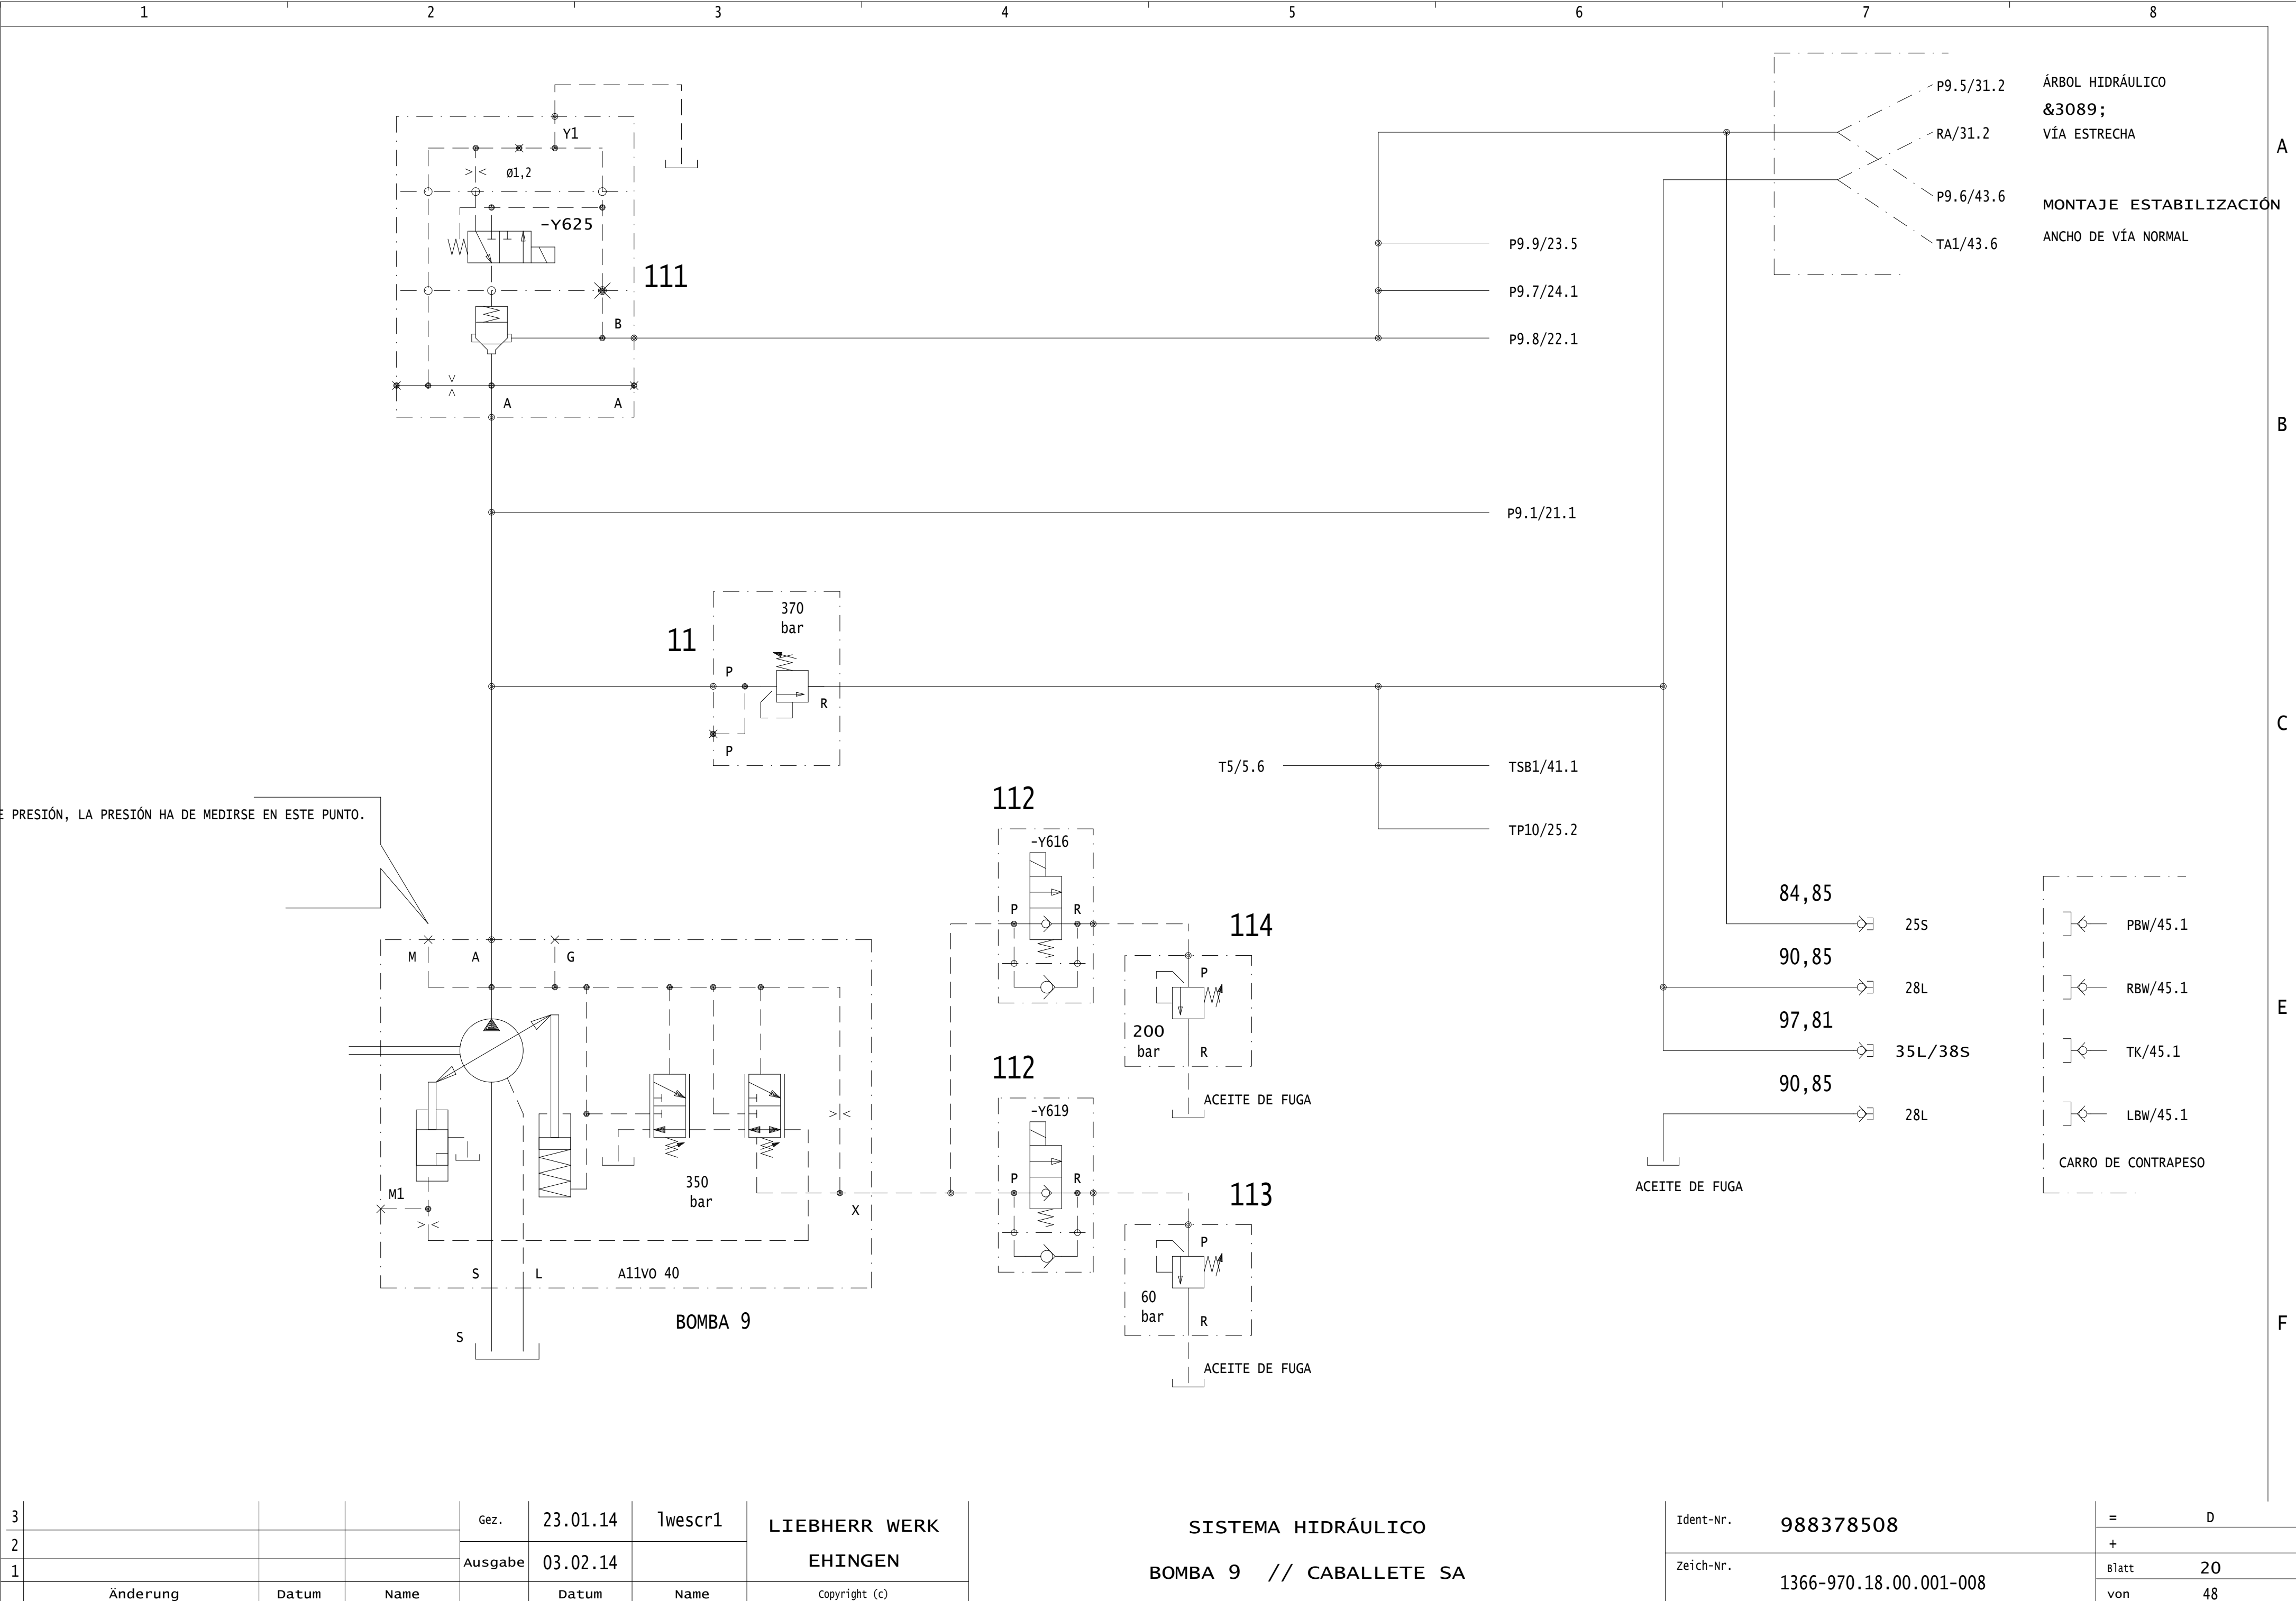 1 2 3 4 5 6 7 8
A
B
C
E
F
Y1
Ø1,2
-Y625
111
B
A
A
P9.5/31.2
ÁRBOL HIDRÁULICO
&3089;
RA/31.2
VÍA ESTRECHA
P9.6/43.6
MONTAJE ESTABILIZACIÓN
TA1/43.6
ANCHO DE VÍA NORMAL
P9.9/23.5
P9.7/24.1
P9.8/22.1
P9.1/21.1
11
370
bar
P
R
P
T5/5.6
TSB1/41.1
TP10/25.2
E PRESIÓN, LA PRESIÓN HA DE MEDIRSE EN ESTE PUNTO.
M
A
G
M1
350
bar
X
S
L
A11VO 40
BOMBA 9
S
112
-Y616
P
R
114
P
200
bar
R
ACEITE DE FUGA
112
-Y619
P
R
113
P
60
bar
R
ACEITE DE FUGA
84,85
25S
PBW/45.1
90,85
28L
RBW/45.1
97,81
35L/38S
TK/45.1
90,85
28L
LBW/45.1
ACEITE DE FUGA
CARRO DE CONTRAPESO
3
2
1
Änderung
Datum
Name
Gez.
23.01.14
lwescr1
Ausgabe
03.02.14
Datum
Name
LIEBHERR WERK
EHINGEN
Copyright (c)
SISTEMA HIDRÁULICO
BOMBA 9 // CABALLETE SA
Ident-Nr.
988378508
Zeich-Nr.
1366-970.18.00.001-008
=
D
+
Blatt
20
von
48